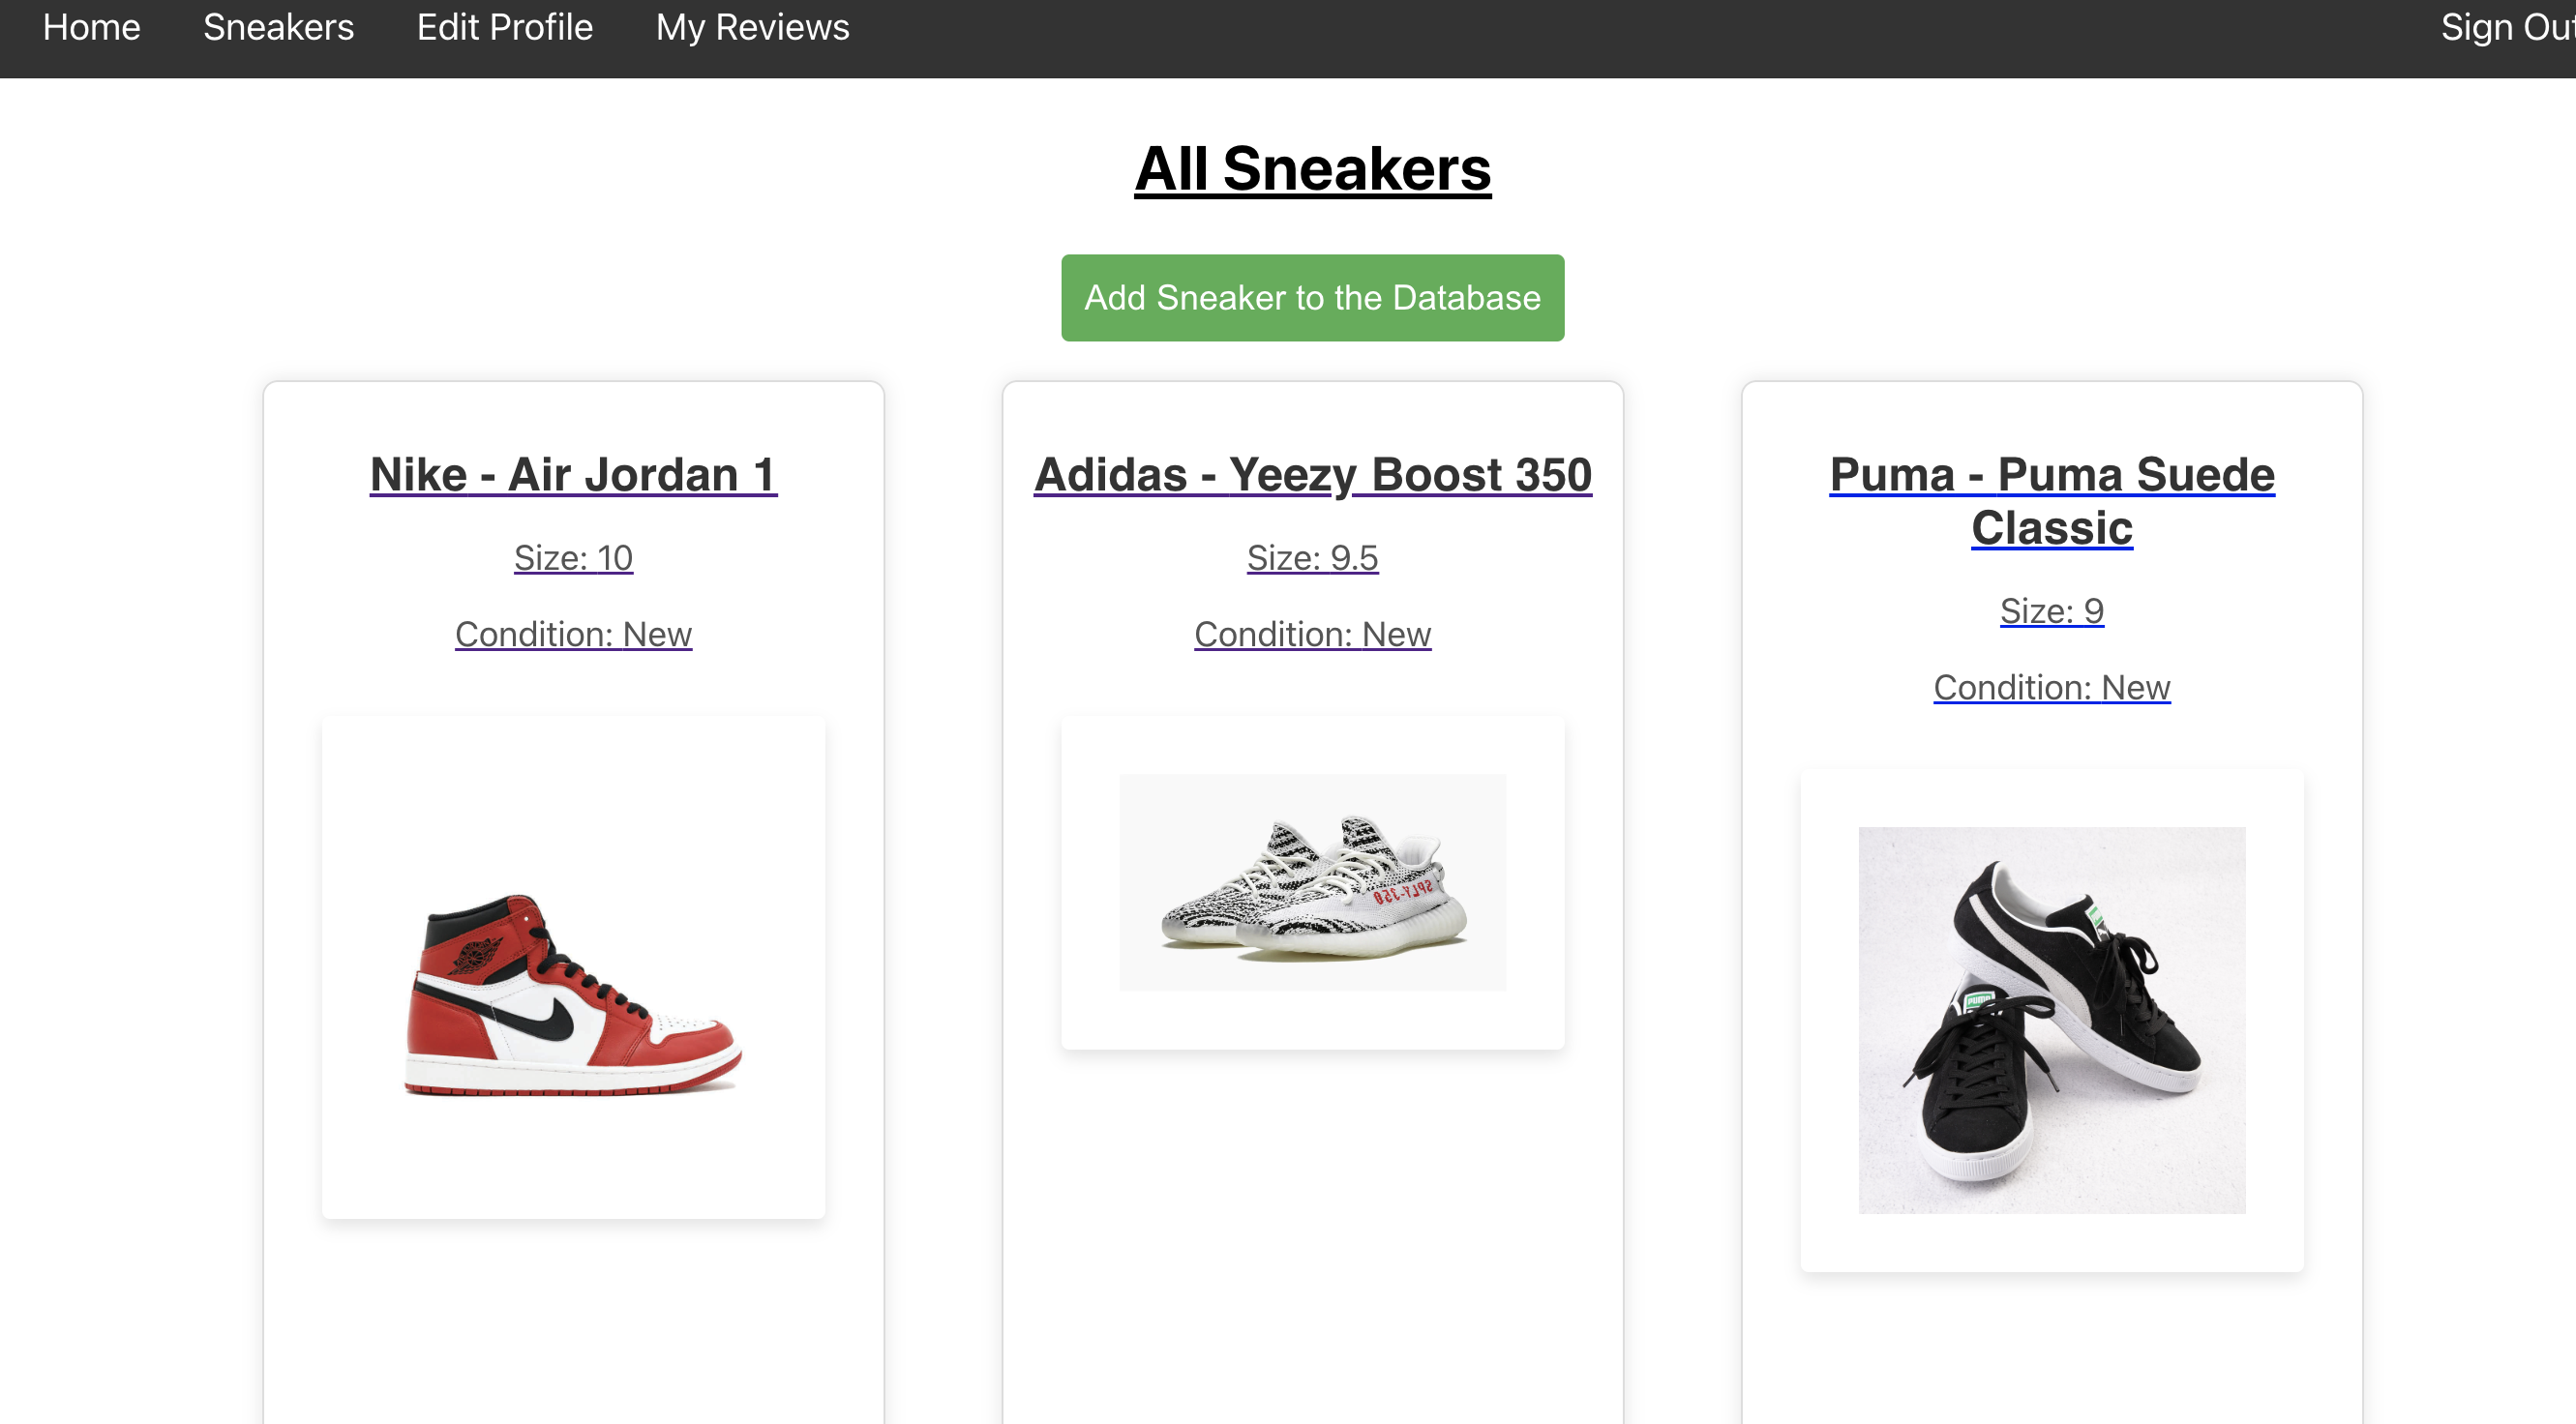 Home Sneakers Edit Profile My Reviews Sign Out
All Sneakers
Add Sneaker to the Database
Nike - Air Jordan 1
Size: 10
Condition: New
Adidas - Yeezy Boost 350
Size: 9.5
Condition: New
SPLY-350
Puma - Puma Suede
Classic
Size: 9
Condition: New
PUMA